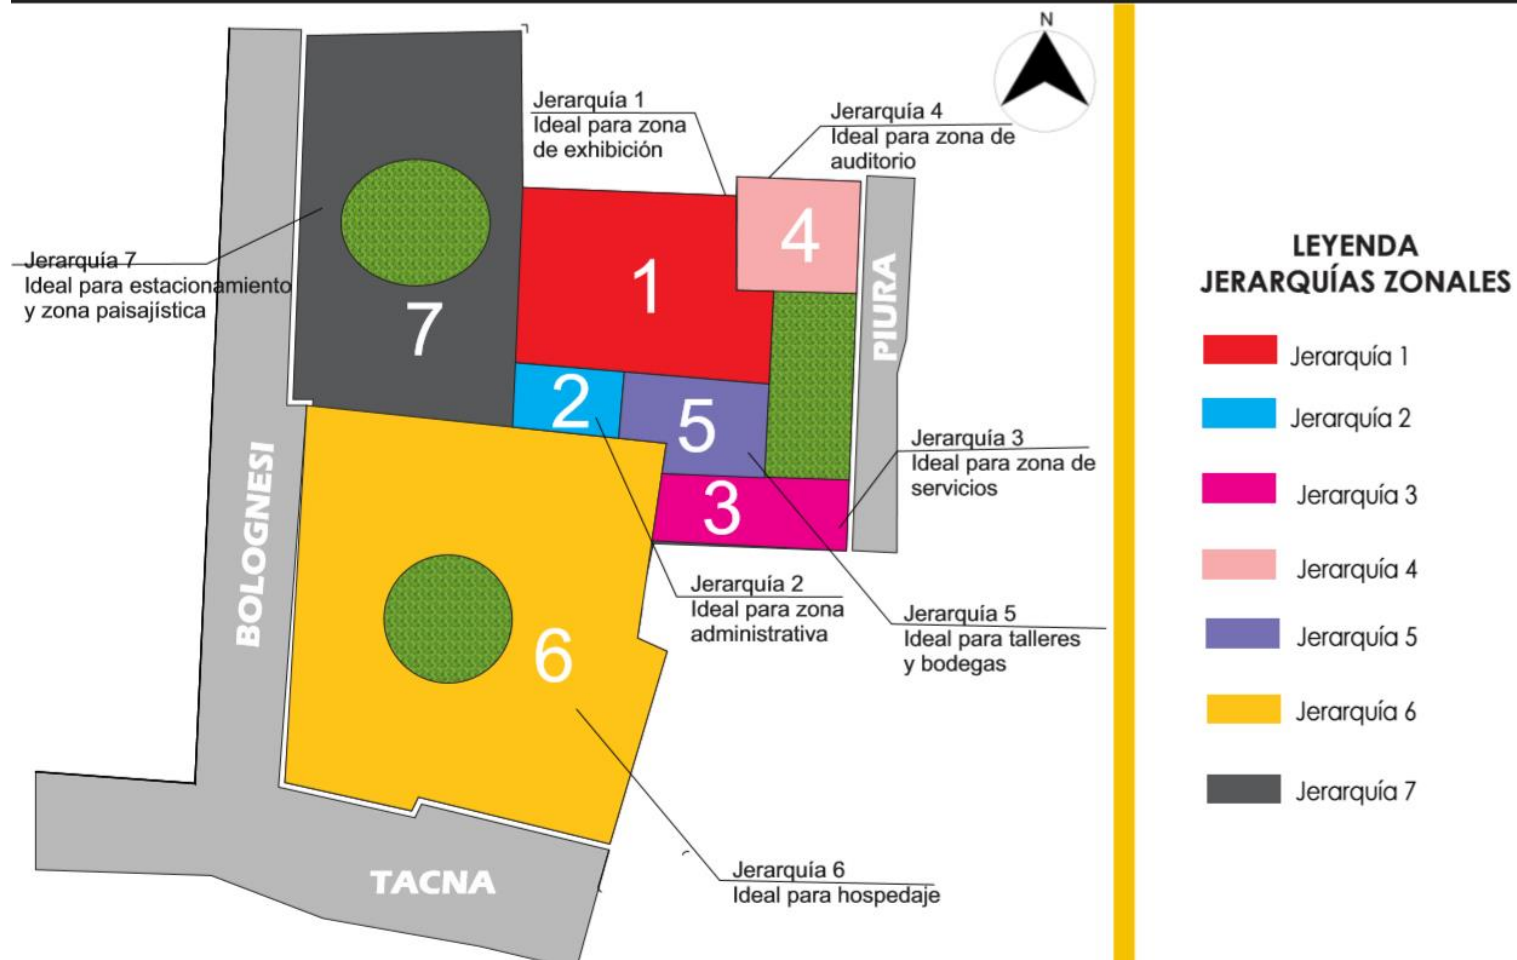 N
Jerarquía 1
Ideal para zona
de exhibición
Jerarquía 4
Ideal para zona de
auditorio
Jerarquía 7
Ideal para estacionamiento
y zona paisajística
7
1
4
2
5
3
6
PIURA
BOLOGNESI
TACNA
Jerarquía 3
Ideal para zona de
servicios
Jerarquía 2
Ideal para zona
administrativa
Jerarquía 5
Ideal para talleres
y bodegas
Jerarquía 6
Ideal para hospedaje
LEYENDA
JERARQUÍAS ZONALES
Jerarquía 1
Jerarquía 2
Jerarquía 3
Jerarquía 4
Jerarquía 5
Jerarquía 6
Jerarquía 7